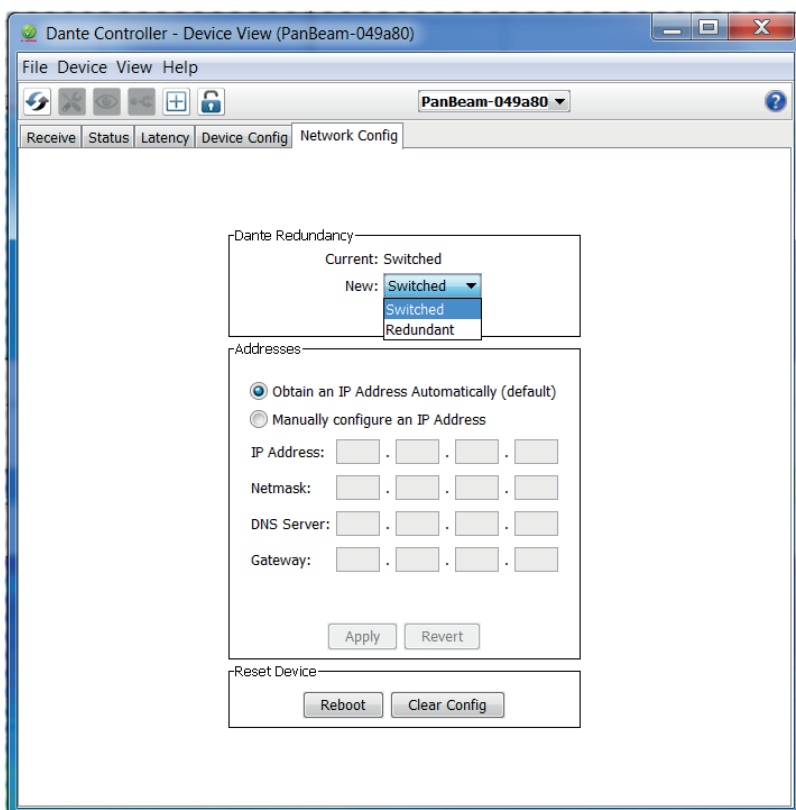 Dante Controller - Device View (PanBeam-049a80)
File Device View Help
PanBeam-049a80
?
Receive Status Latency Device Config Network Config
Dante Redundancy
Current: Switched
New: Switched
Switched
Redundant
Addresses
Obtain an IP Address Automatically (default)
Manually configure an IP Address
IP Address: . . .
Netmask: . . .
DNS Server: . . .
Gateway: . . .
Apply Revert
Reset Device
Reboot Clear Config